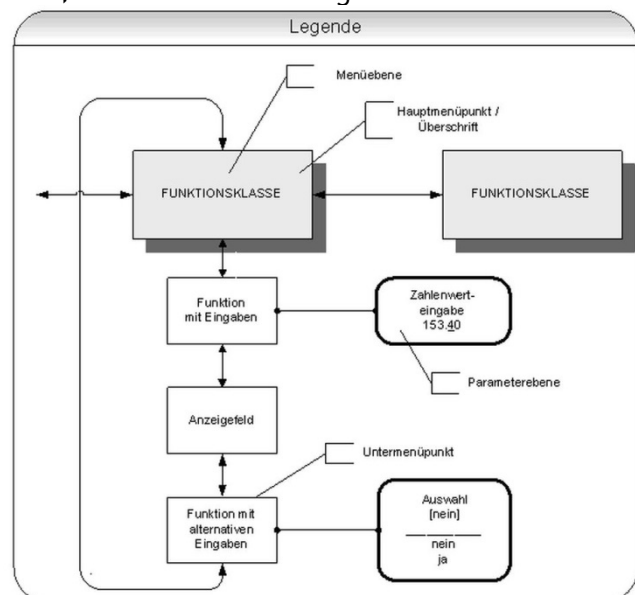 Legende
Menüebene
Hauptmenüpunkt /
Überschrift
FUNKTIONSKLASSE
FUNKTIONSKLASSE
Funktion
mit Eingaben
Zahlenwert-
eingabe
153.40
Parameterebene
Anzeigefeld
Untermenüpunkt
Funktion mit
alternativen
Eingaben
Auswahl
[nein]
nein
ja